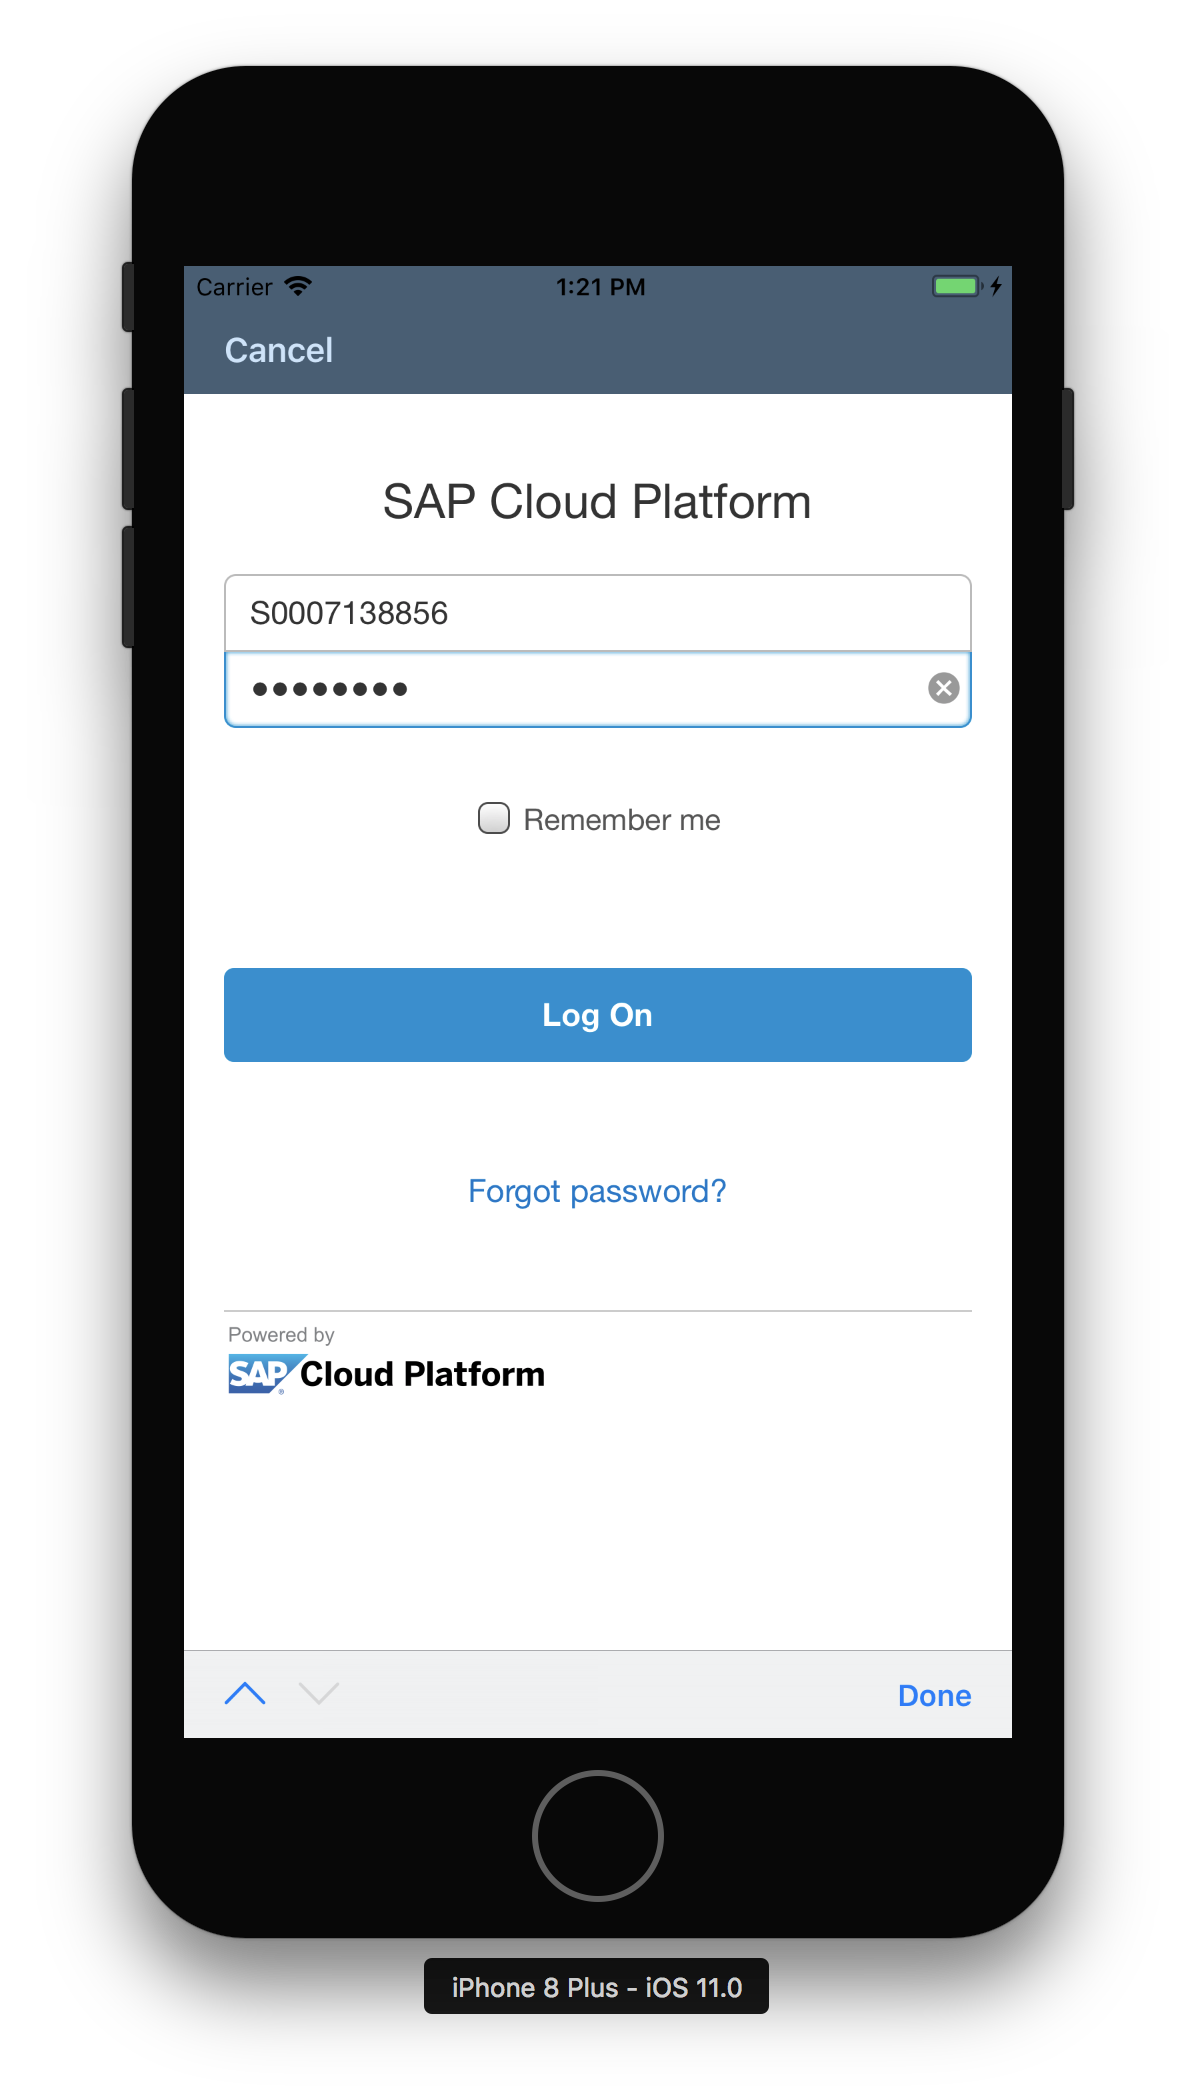 Carrier 1:21 PM
Cancel
SAP Cloud Platform
S0007138856
••••••••
Remember me
Log On
Forgot password?
Powered by
SAP® Cloud Platform
Done
iPhone 8 Plus - iOS 11.0